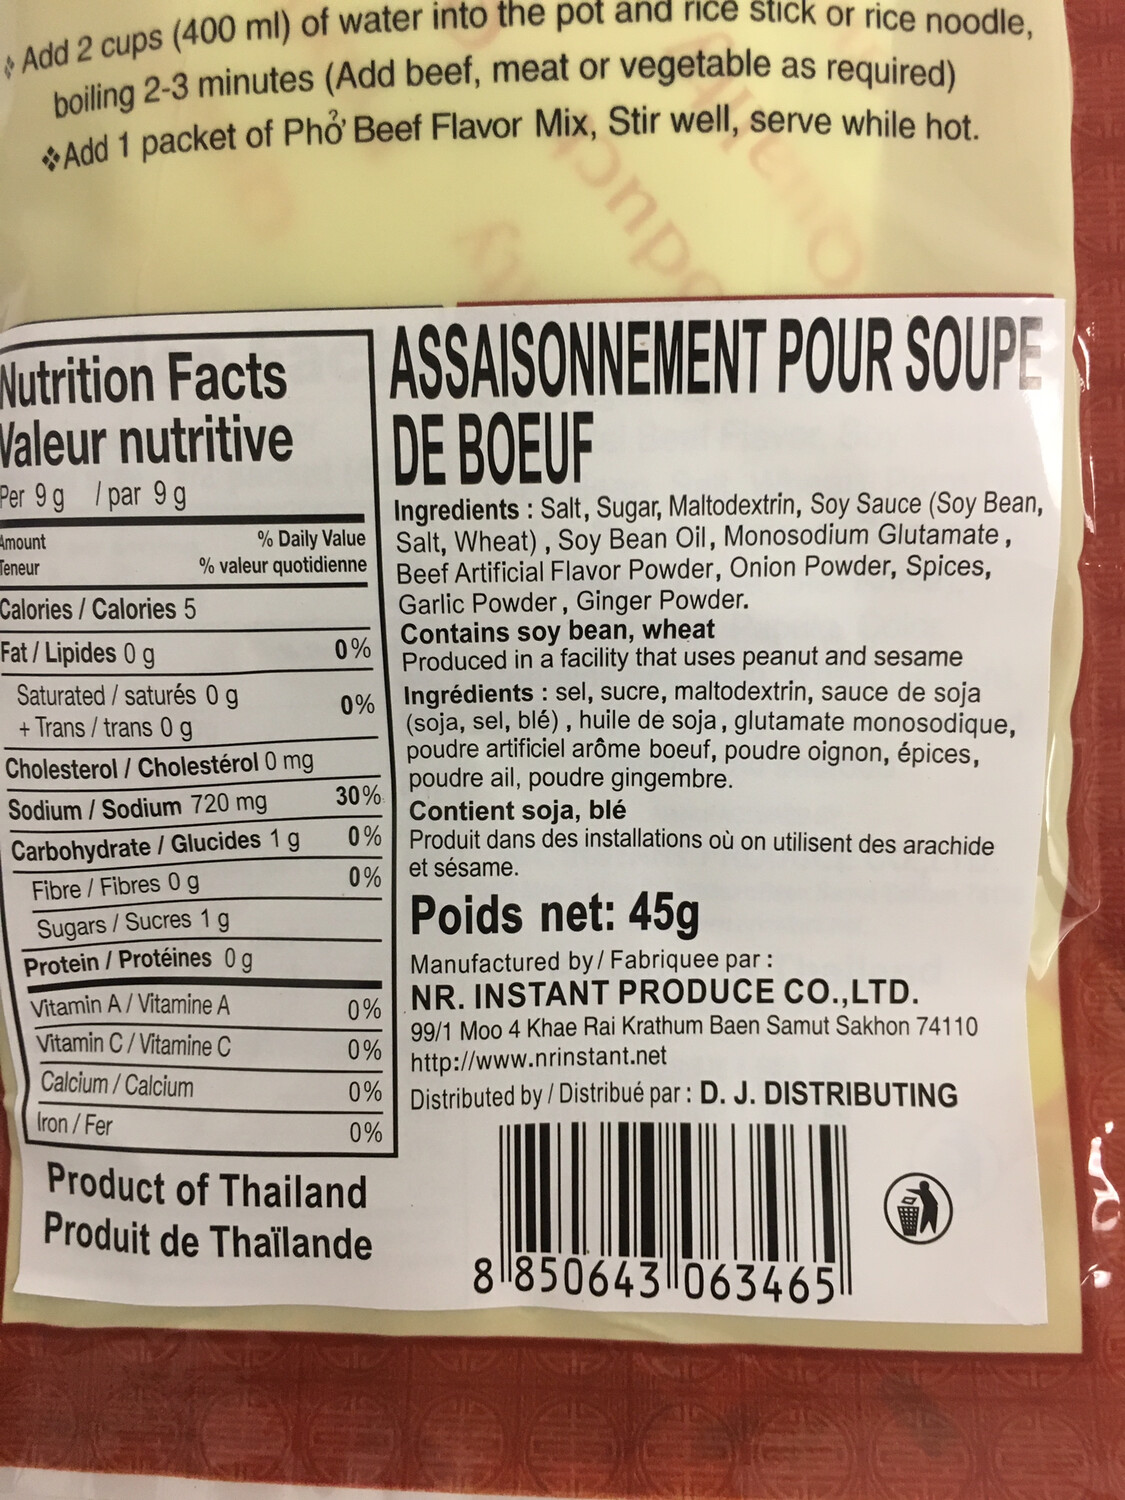 ❖ Add 2 cups (400 ml) of water into the pot and rice stick or rice noodle,
boiling 2-3 minutes (Add beef, meat or vegetable as required)
❖ Add 1 packet of Phở Beef Flavor Mix, Stir well, serve while hot.
Nutrition Facts
Valeur nutritive
Per 9 g / par 9 g
Amount % Daily Value
Teneur % valeur quotidienne
Calories / Calories 5
Fat / Lipides 0 g 0%
Saturated / saturés 0 g 0%
+ Trans / trans 0 g
Cholesterol / Cholestérol 0 mg
Sodium / Sodium 720 mg 30%
Carbohydrate / Glucides 1 g 0%
Fibre / Fibres 0 g 0%
Sugars / Sucres 1 g
Protein / Protéines 0 g
Vitamin A / Vitamine A 0%
Vitamin C / Vitamine C 0%
Calcium / Calcium 0%
Iron / Fer 0%
Product of Thailand
Produit de Thaïlande
ASSAISONNEMENT POUR SOUPE
DE BOEUF
Ingredients : Salt, Sugar, Maltodextrin, Soy Sauce (Soy Bean,
Salt, Wheat) , Soy Bean Oil, Monosodium Glutamate ,
Beef Artificial Flavor Powder, Onion Powder, Spices,
Garlic Powder , Ginger Powder.
Contains soy bean, wheat
Produced in a facility that uses peanut and sesame
Ingrédients : sel, sucre, maltodextrin, sauce de soja
(soja, sel, blé) , huile de soja , glutamate monosodique,
poudre artificiel arôme boeuf, poudre oignon, épices,
poudre ail, poudre gingembre.
Contient soja, blé
Produit dans des installations où on utilisent des arachide
et sésame.
Poids net: 45g
Manufactured by / Fabriquee par :
NR. INSTANT PRODUCE CO.,LTD.
99/1 Moo 4 Khae Rai Krathum Baen Samut Sakhon 74110
http://www.nrinstant.net
Distributed by / Distribué par : D. J. DISTRIBUTING
8 850643 063465